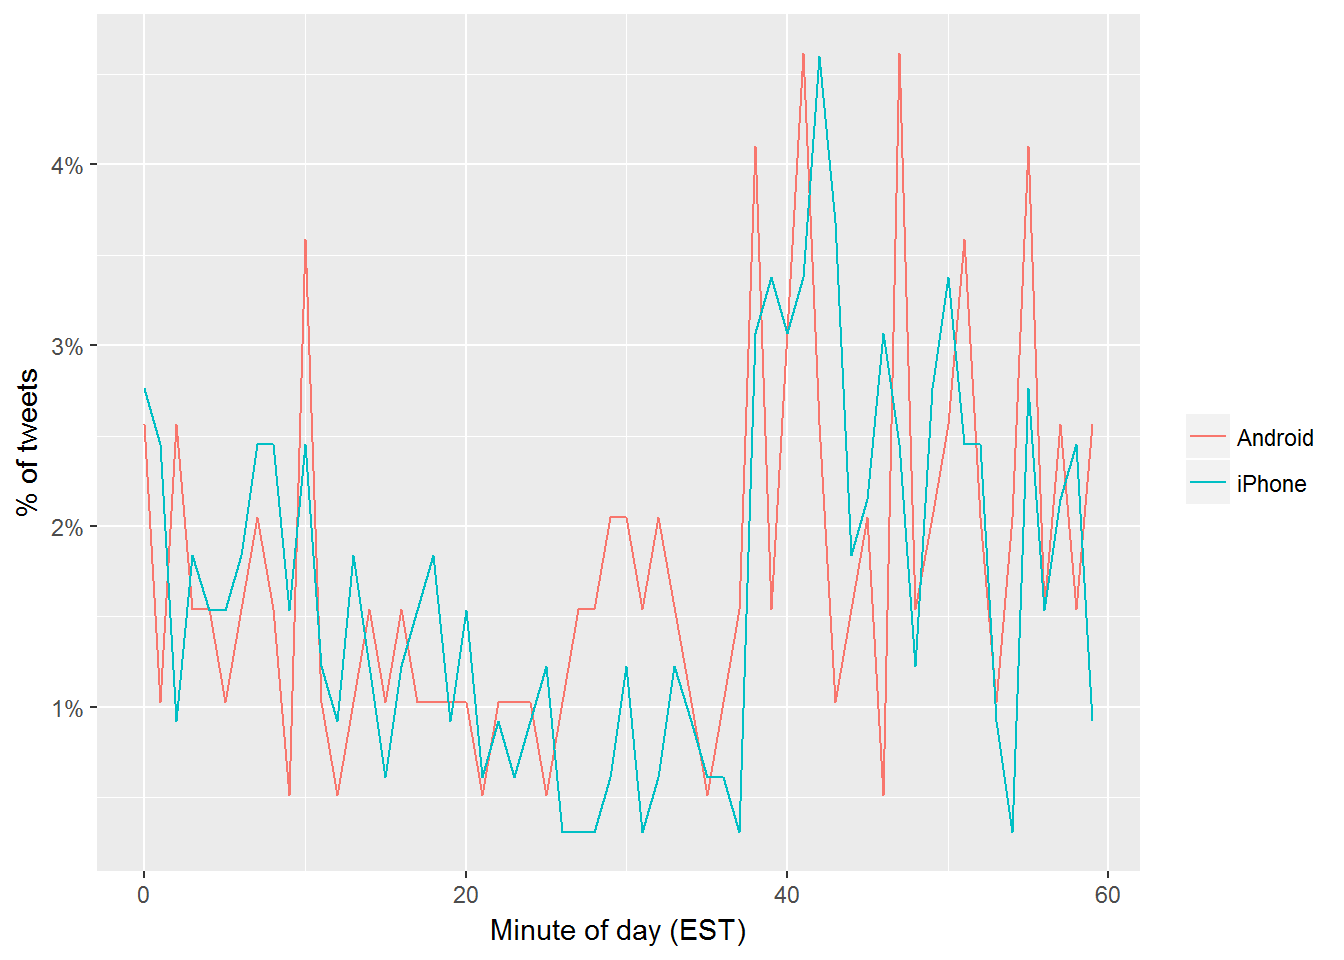 % of tweets
4%
3%
2%
1%
0
20
40
60
Minute of day (EST)
Android
iPhone